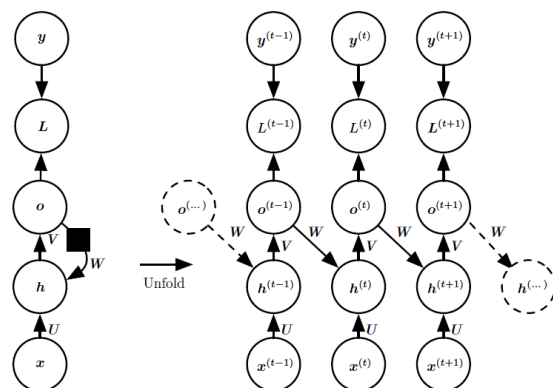 y y^(t−1) y^(t) y^(t+1)
L L^(t−1) L^(t) L^(t+1)
o o^(...) o^(t−1) o^(t) o^(t+1)
V W W W W W
V V V
h Unfold h^(t−1) h^(t) h^(t+1) h^(...)
U U U U
x x^(t−1) x^(t) x^(t+1)